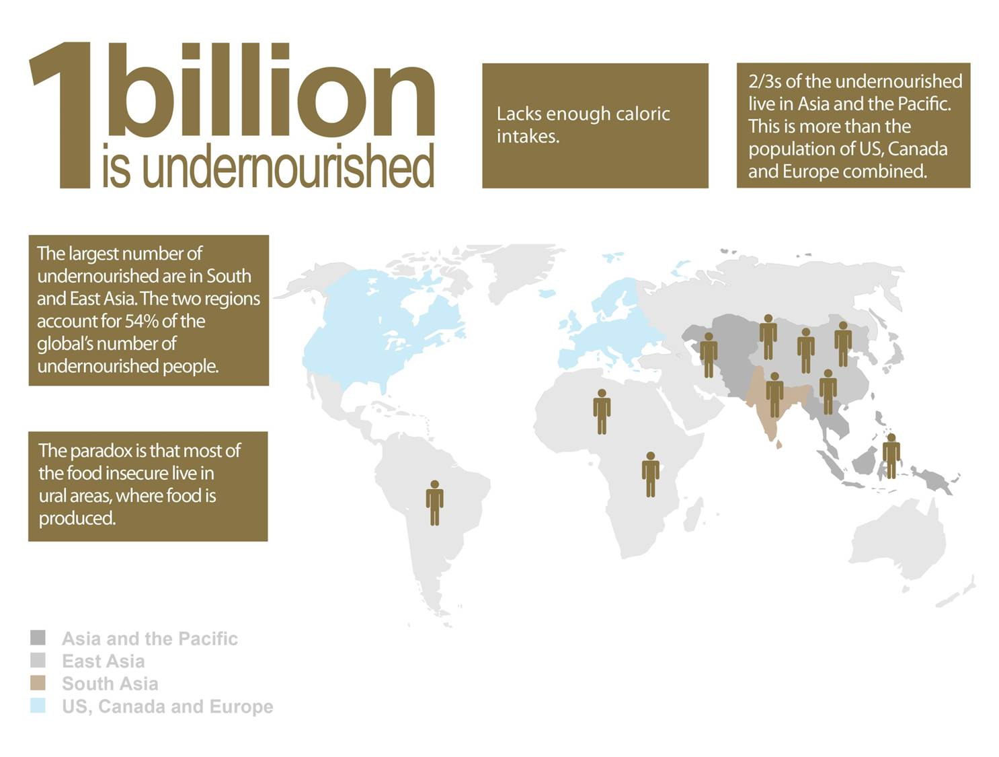 1 billion
is undernourished
Lacks enough caloric
intakes.
2/3s of the undernourished
live in Asia and the Pacific.
This is more than the
population of US, Canada
and Europe combined.
The largest number of
undernourished are in South
and East Asia. The two regions
account for 54% of the
global's number of
undernourished people.
The paradox is that most of
the food insecure live in
ural areas, where food is
produced.
Asia and the Pacific
East Asia
South Asia
US, Canada and Europe